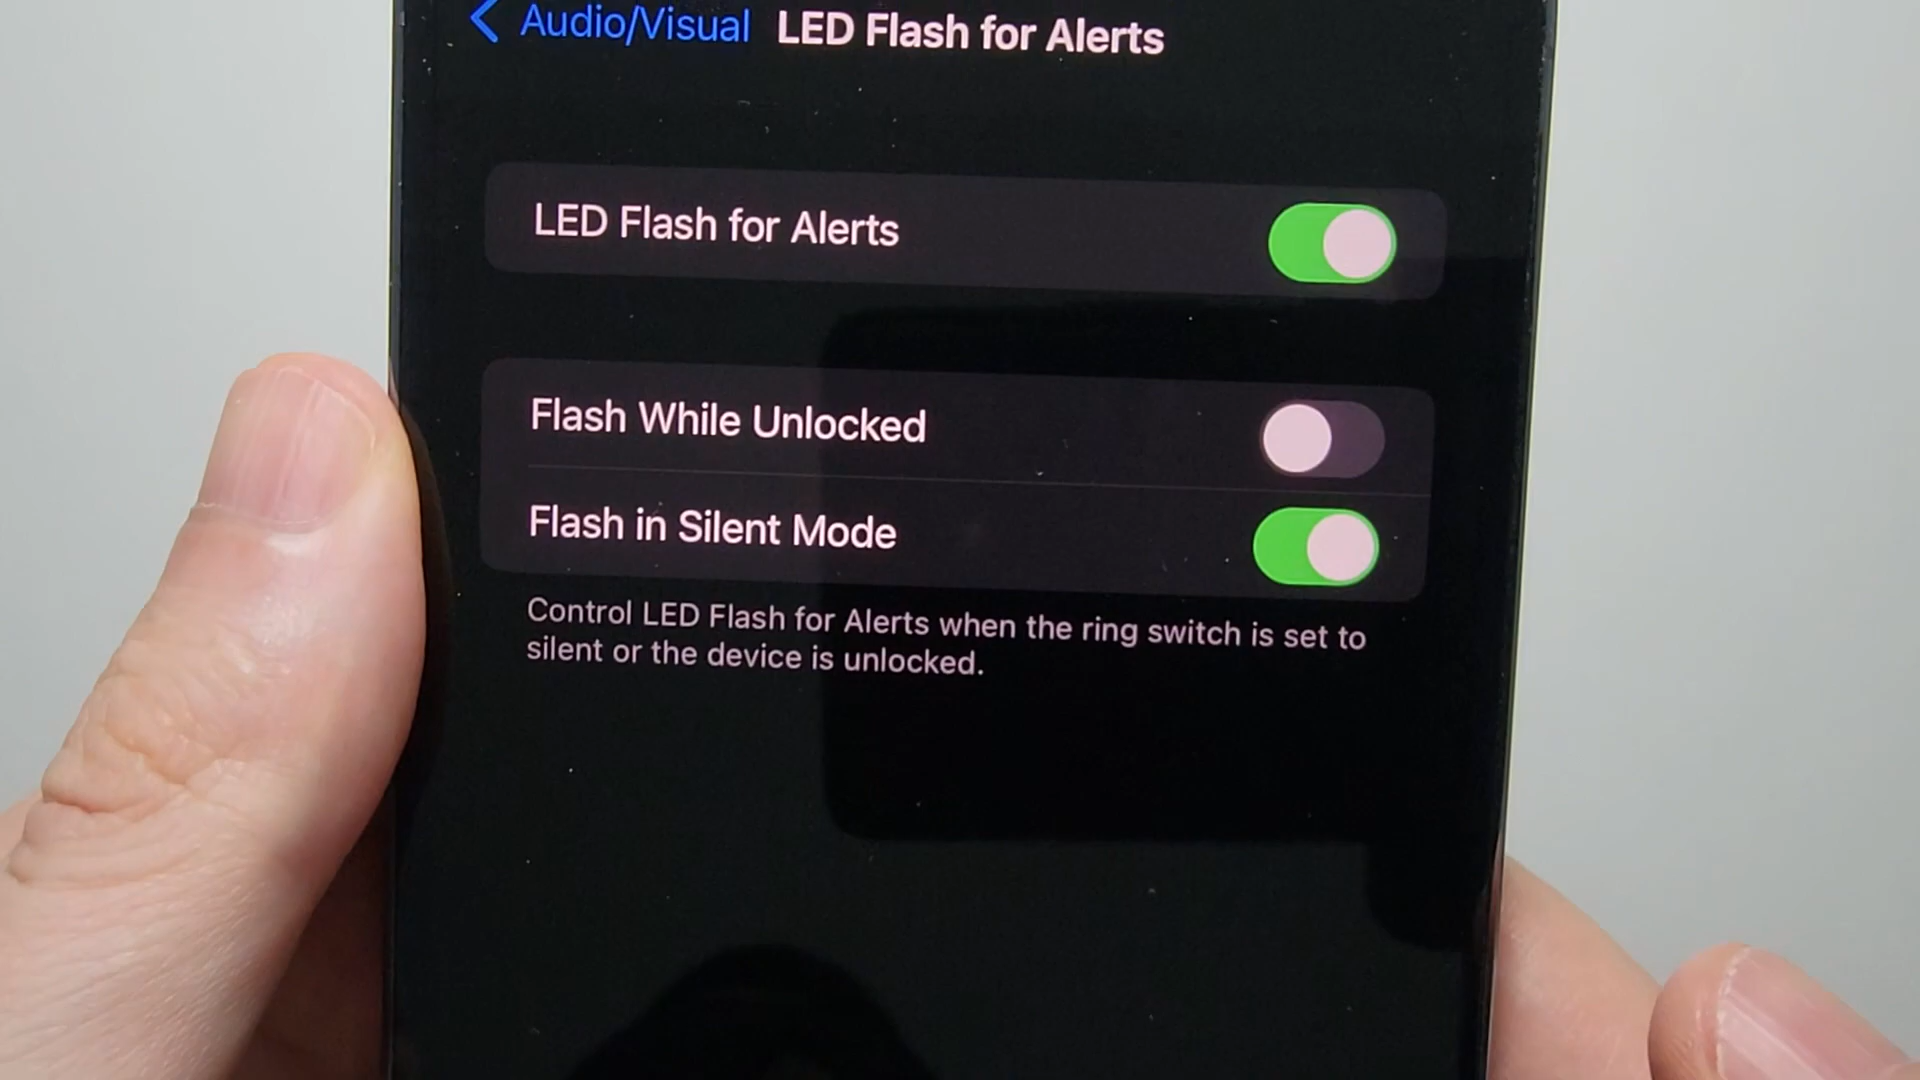 Audio/Visual LED Flash for Alerts
LED Flash for Alerts
Flash While Unlocked
Flash in Silent Mode
Control LED Flash for Alerts when the ring switch is set to
silent or the device is unlocked.